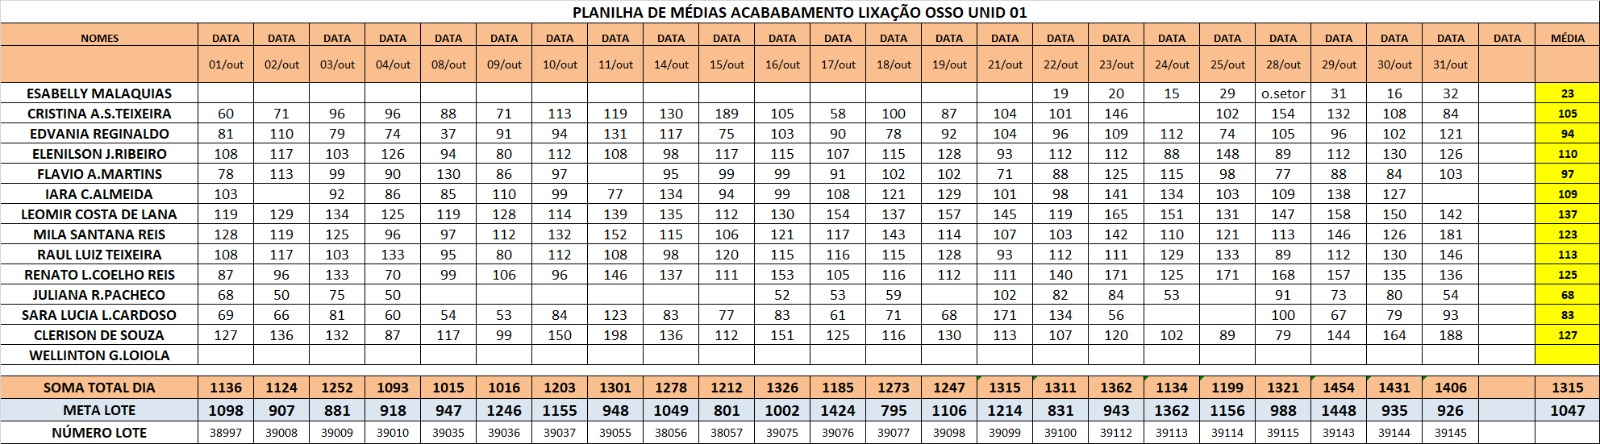 PLANILHA DE MÉDIAS ACABABAMENTO LIXAÇÃO OSSO UNID 01
NOMES DATA DATA DATA DATA DATA DATA DATA DATA DATA DATA DATA DATA DATA DATA DATA DATA DATA DATA DATA DATA DATA DATA DATA DATA MÉDIA
01/out 02/out 03/out 04/out 08/out 09/out 10/out 11/out 14/out 15/out 16/out 17/out 18/out 19/out 21/out 22/out 23/out 24/out 25/out 28/out 29/out 30/out 31/out
ESABELLY MALAQUIAS 19 20 15 29 o.setor 31 16 32 23
CRISTINA A.S.TEIXEIRA 60 71 96 96 88 71 113 119 130 189 105 58 100 87 104 101 146 102 154 132 108 84 105
EDVANIA REGINALDO 81 110 79 74 37 91 94 131 117 75 103 90 78 92 104 96 109 112 74 105 96 102 121 94
ELENILSON J.RIBEIRO 108 117 103 126 94 80 112 108 98 117 115 107 115 128 93 112 112 88 148 89 112 130 126 110
FLAVIO A.MARTINS 78 113 99 90 130 86 97 95 99 99 91 102 102 71 88 125 115 98 77 88 84 103 97
IARA C.ALMEIDA 103 92 86 85 110 99 77 134 94 99 108 121 129 101 98 141 134 103 109 138 127 109
LEOMIR COSTA DE LANA 119 129 134 125 119 128 114 139 135 112 130 154 137 157 145 119 165 151 131 147 158 150 142 137
MILA SANTANA REIS 128 119 125 96 97 112 132 152 115 106 121 117 143 114 107 103 142 110 121 113 146 126 181 123
RAUL LUIZ TEIXEIRA 108 117 103 133 95 80 112 108 98 120 115 116 115 128 93 112 111 129 133 89 112 130 146 113
RENATO L.COELHO REIS 87 96 133 70 99 106 96 146 137 111 153 105 116 112 111 140 171 125 171 168 157 135 136 125
JULIANA R.PACHECO 68 50 75 50 52 53 59 102 82 84 53 91 73 80 54 68
SARA LUCIA L.CARDOSO 69 66 81 60 54 53 84 123 83 77 83 61 71 68 171 134 56 100 67 79 93 83
CLERISON DE SOUZA 127 136 132 87 117 99 150 198 136 112 151 125 116 130 113 107 120 102 89 79 144 164 188 127
WELLINTON G.LOIOLA
SOMA TOTAL DIA 1136 1124 1252 1093 1015 1016 1203 1301 1278 1212 1326 1185 1273 1247 1315 1311 1362 1134 1199 1321 1454 1431 1406 1315
META LOTE 1098 907 881 918 947 1246 1155 948 1049 801 1002 1424 795 1106 1214 831 943 1362 1156 988 1448 935 926 1047
NÚMERO LOTE 38997 39008 39009 39010 39035 39036 39037 39055 38056 38057 39075 39076 39077 39098 39099 39100 39112 39113 39114 39115 39143 39144 39145